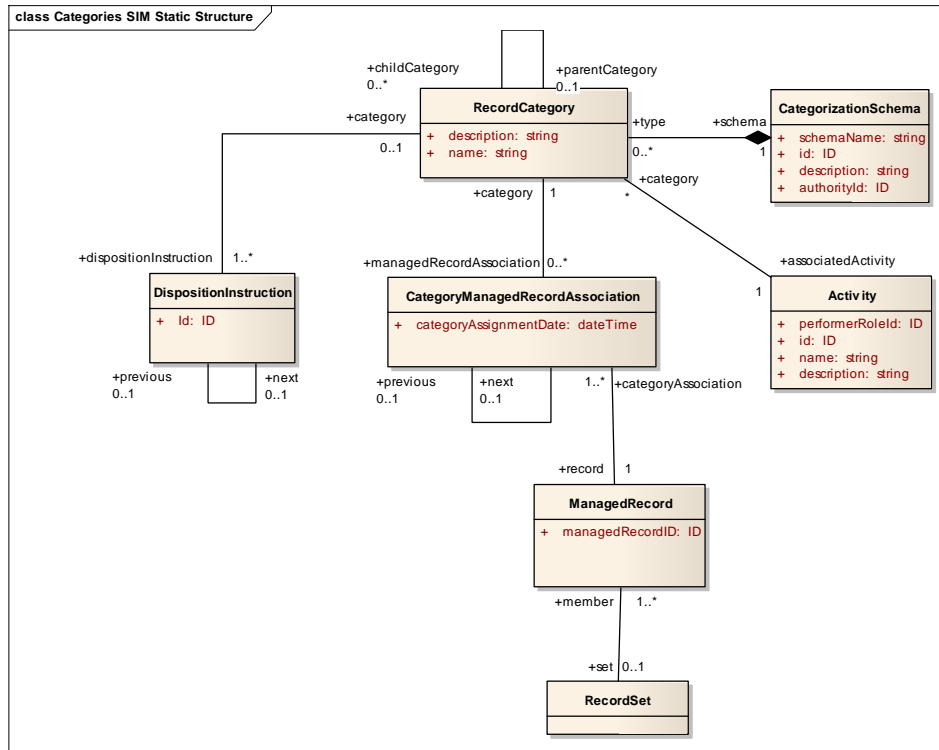 class Categories SIM Static Structure
+childCategory
0..*
+parentCategory
0..1
RecordCategory
+ description: string
+ name: string
+category
0..1
+type
0..*
+schema
1
CategorizationSchema
+ schemaName: string
+ id: ID
+ description: string
+ authorityId: ID
+category
1
+category
*
+dispositionInstruction 1..*
DispositionInstruction
+ Id: ID
+previous
0..1
+next
0..1
+managedRecordAssociation 0..*
CategoryManagedRecordAssociation
+ categoryAssignmentDate: dateTime
+previous
0..1
+next
0..1
1..* +categoryAssociation
+associatedActivity
1
Activity
+ performerRoleId: ID
+ id: ID
+ name: string
+ description: string
+record 1
ManagedRecord
+ managedRecordID: ID
+member 1..*
+set 0..1
RecordSet